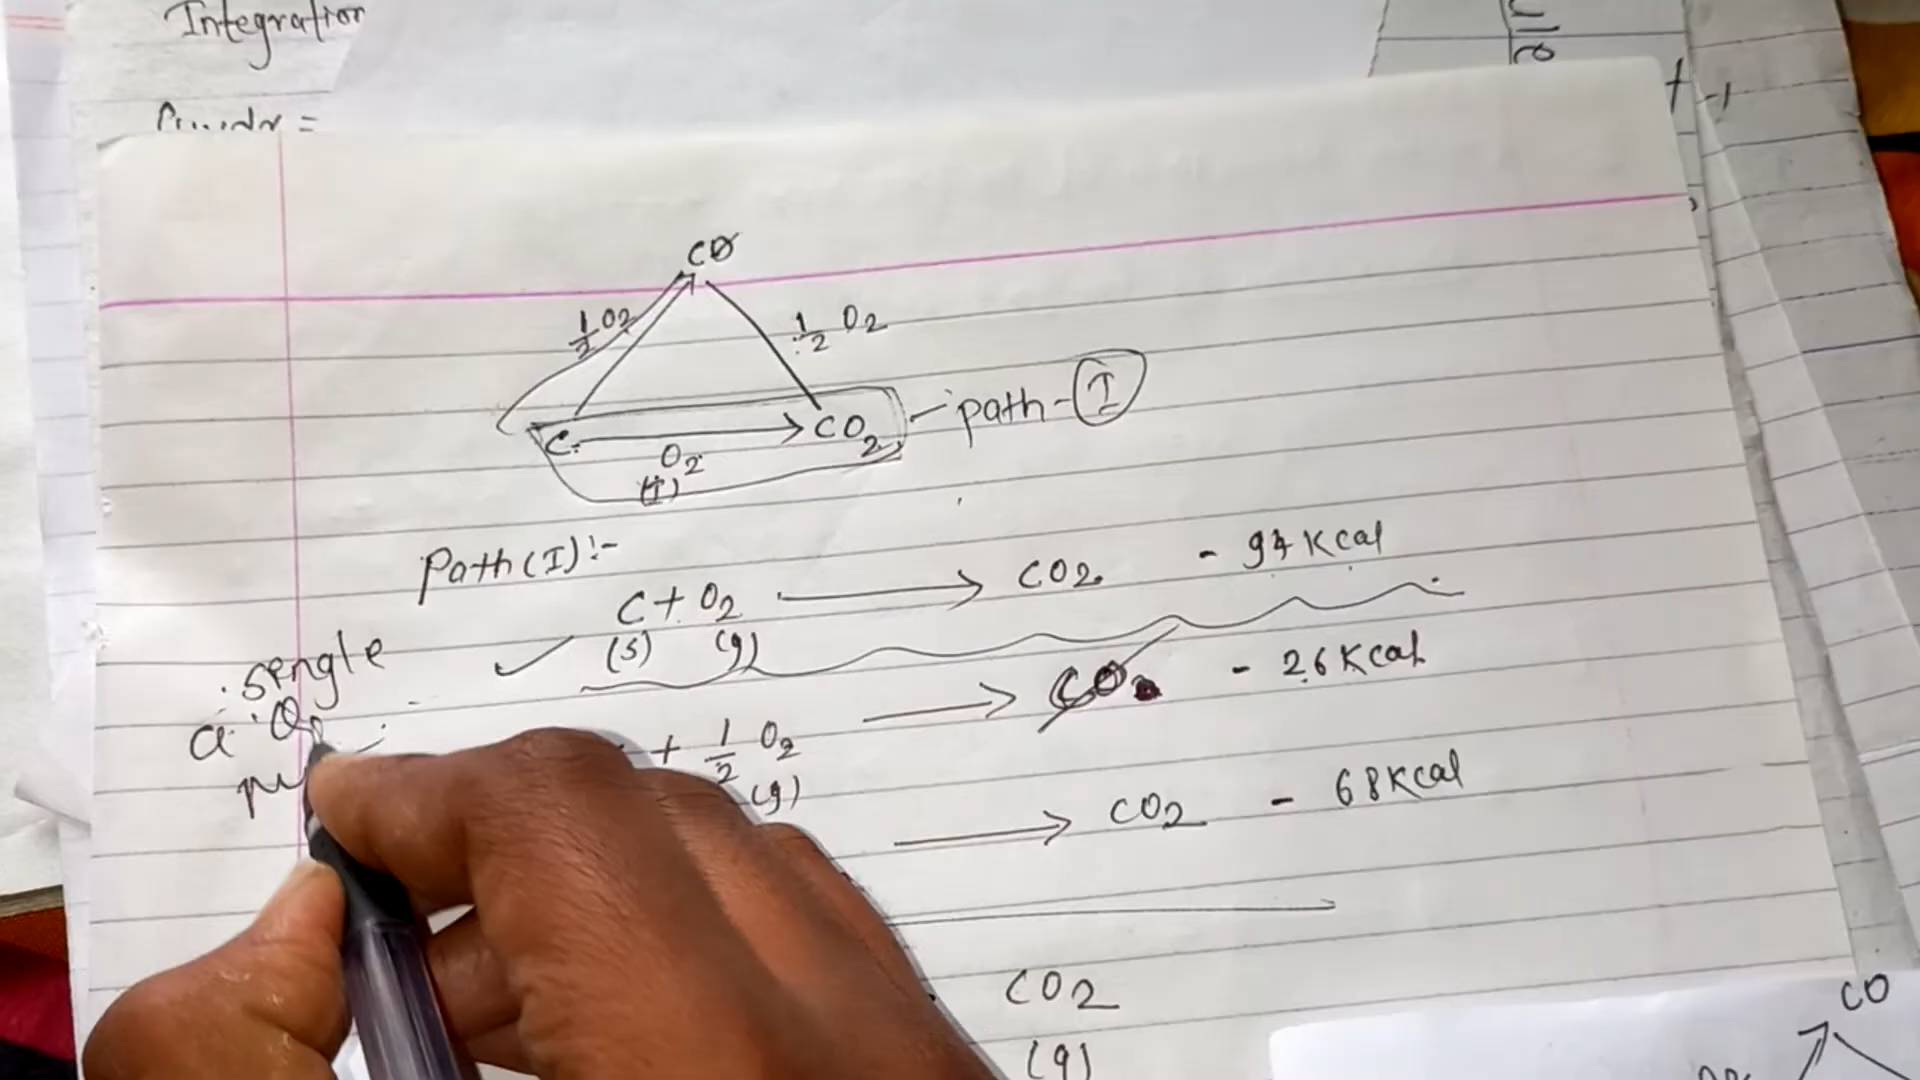 Integration
CO
1/2 O2
1/2 O2
C → CO2 - path - I
O2
(I)
Path (I) :-
C + O2 → CO2 - 94 Kcal
(s) (g)
single
+ 1/2 O2 → CO - 26 Kcal
(g)
→ CO2 - 68 Kcal
CO2
(g)
CO